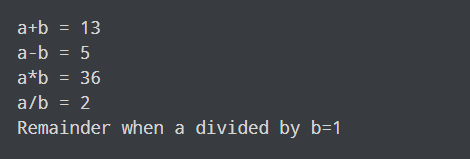 a+b = 13
a-b = 5
a*b = 36
a/b = 2
Remainder when a divided by b=1